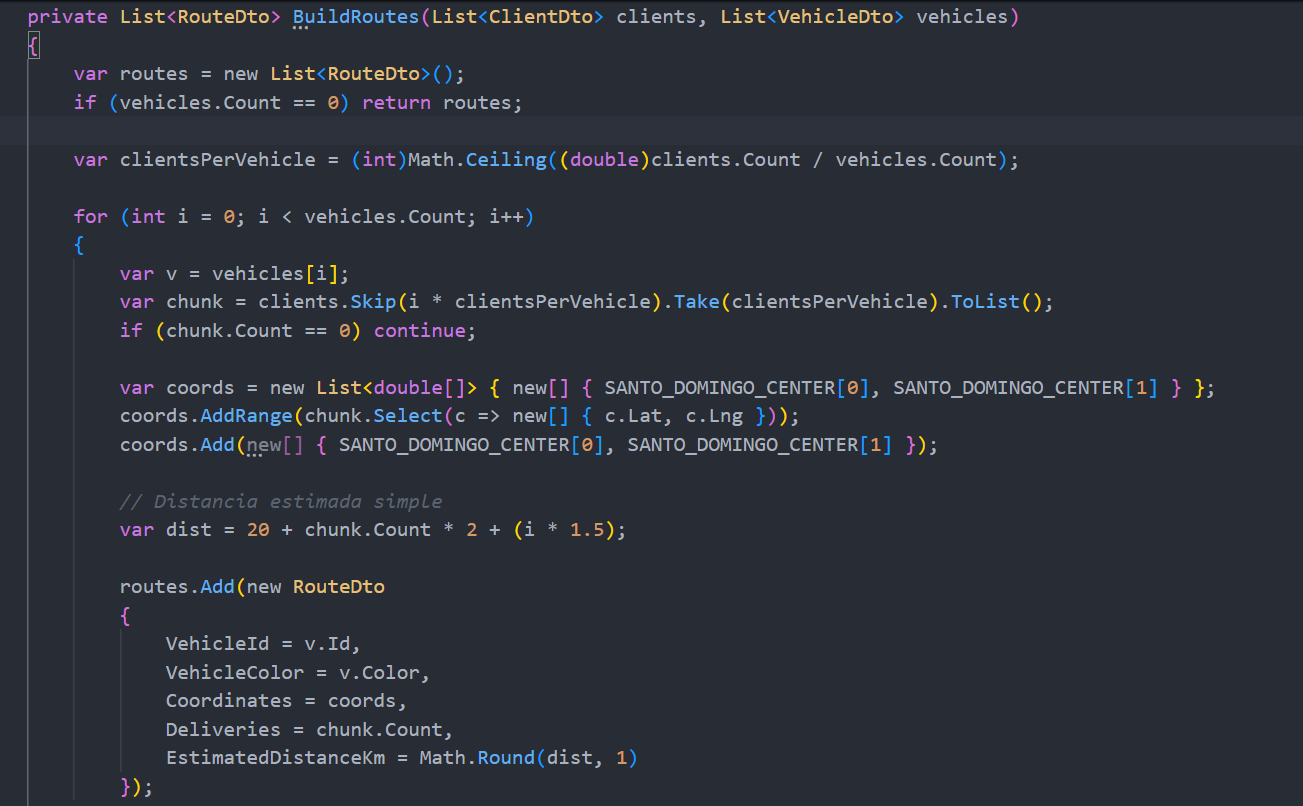 private List<RouteDto> BuildRoutes(List<ClientDto> clients, List<VehicleDto> vehicles)
{
    var routes = new List<RouteDto>();
    if (vehicles.Count == 0) return routes;

    var clientsPerVehicle = (int)Math.Ceiling((double)clients.Count / vehicles.Count);

    for (int i = 0; i < vehicles.Count; i++)
    {
        var v = vehicles[i];
        var chunk = clients.Skip(i * clientsPerVehicle).Take(clientsPerVehicle).ToList();
        if (chunk.Count == 0) continue;

        var coords = new List<double[]> { new[] { SANTO_DOMINGO_CENTER[0], SANTO_DOMINGO_CENTER[1] } };
        coords.AddRange(chunk.Select(c => new[] { c.Lat, c.Lng }));
        coords.Add(new[] { SANTO_DOMINGO_CENTER[0], SANTO_DOMINGO_CENTER[1] });

        // Distancia estimada simple
        var dist = 20 + chunk.Count * 2 + (i * 1.5);

        routes.Add(new RouteDto
        {
            VehicleId = v.Id,
            VehicleColor = v.Color,
            Coordinates = coords,
            Deliveries = chunk.Count,
            EstimatedDistanceKm = Math.Round(dist, 1)
        });